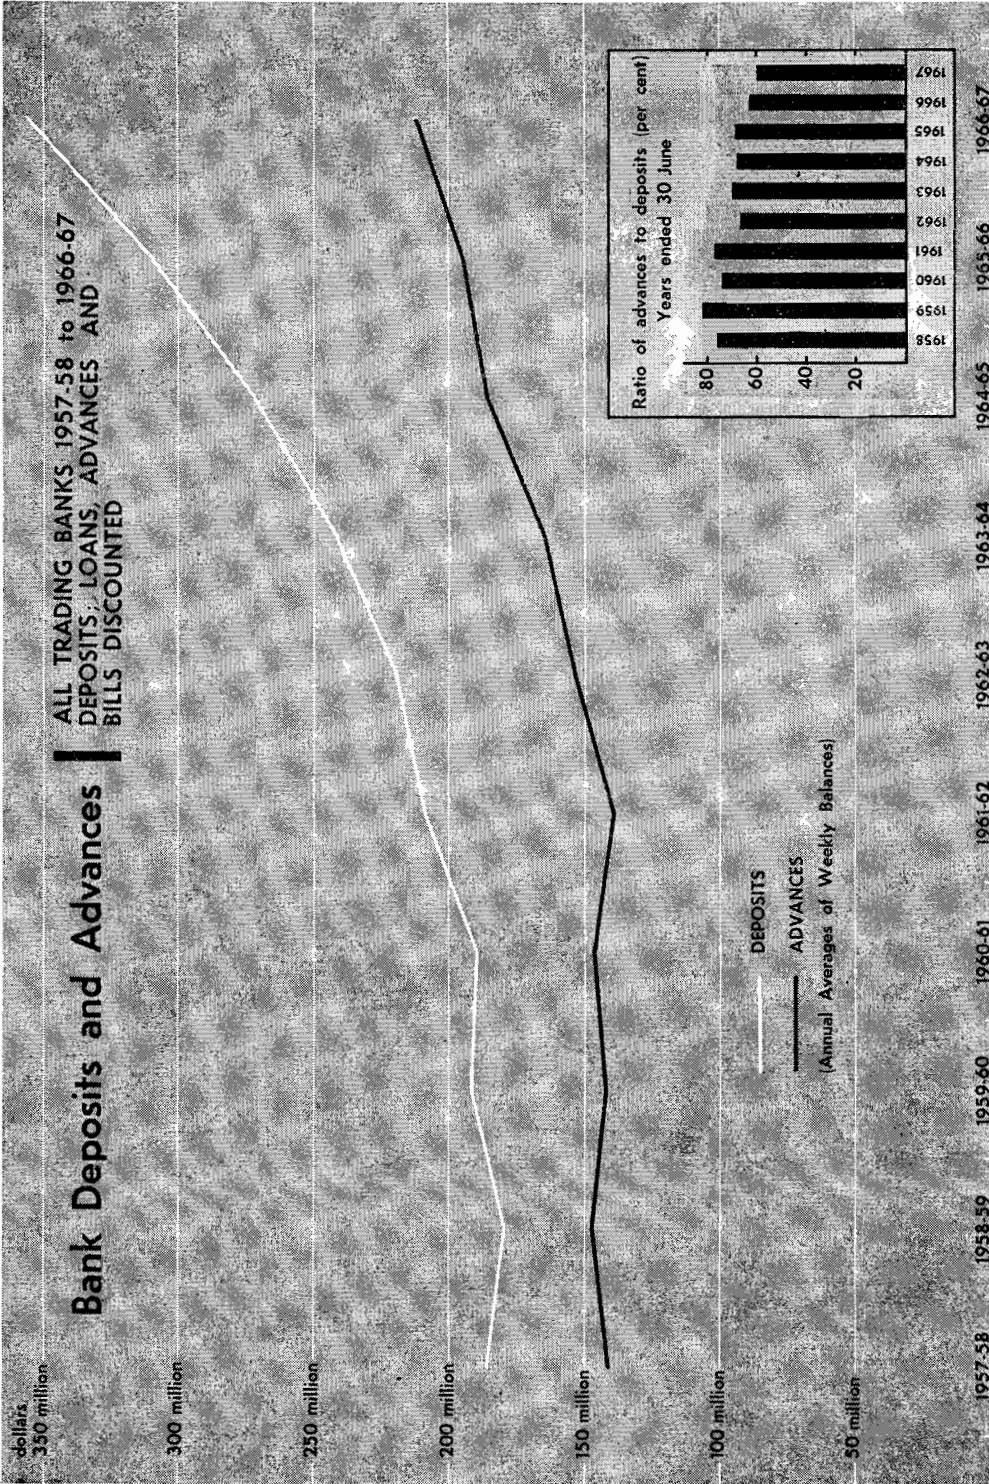 Bank Deposits and Advances
ALL TRADING BANKS 1957-58 to 1966-67
DEPOSITS; LOANS, ADVANCES AND
BILLS DISCOUNTED
dollars
350 million
300 million
250 million
200 million
150 million
100 million
50 million
DEPOSITS
ADVANCES
(Annual Averages of Weekly Balances)
Ratio of advances to deposits (per cent)
Years ended 30 June
80
60
40
20
1958 1959 1960 1961 1962 1963 1964 1965 1966 1967
1957-58 1958-59 1959-60 1960-61 1961-62 1962-63 1963-64 1964-65 1965-66 1966-67